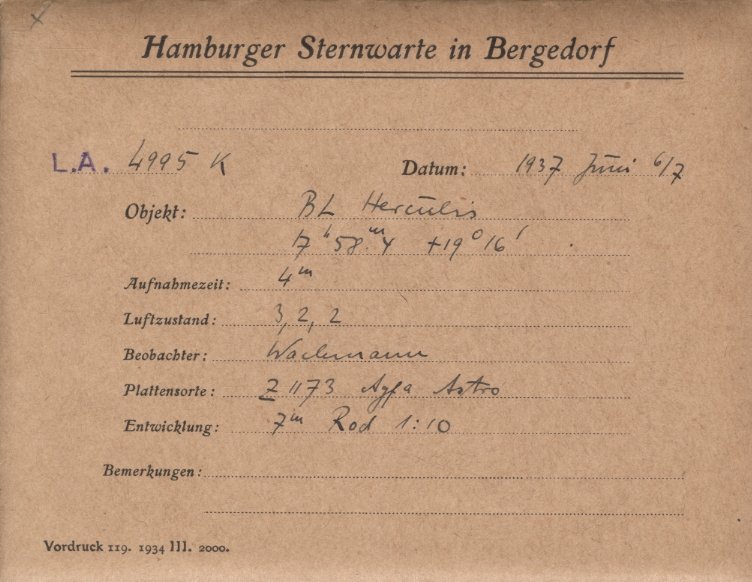 Hamburger Sternwarte in Bergedorf
L.A. 4995 K Datum: 1937 Juni 6/7
Objekt: BL Herculis
17h 58m.4 +19° 16'
Aufnahmezeit: 4m
Luftzustand: 3, 2, 2
Beobachter: Wachmann
Plattensorte: Z 1173 Agfa Astro
Entwicklung: 7m Rod 1:10
Bemerkungen:
Vordruck 119. 1934 III. 2000.